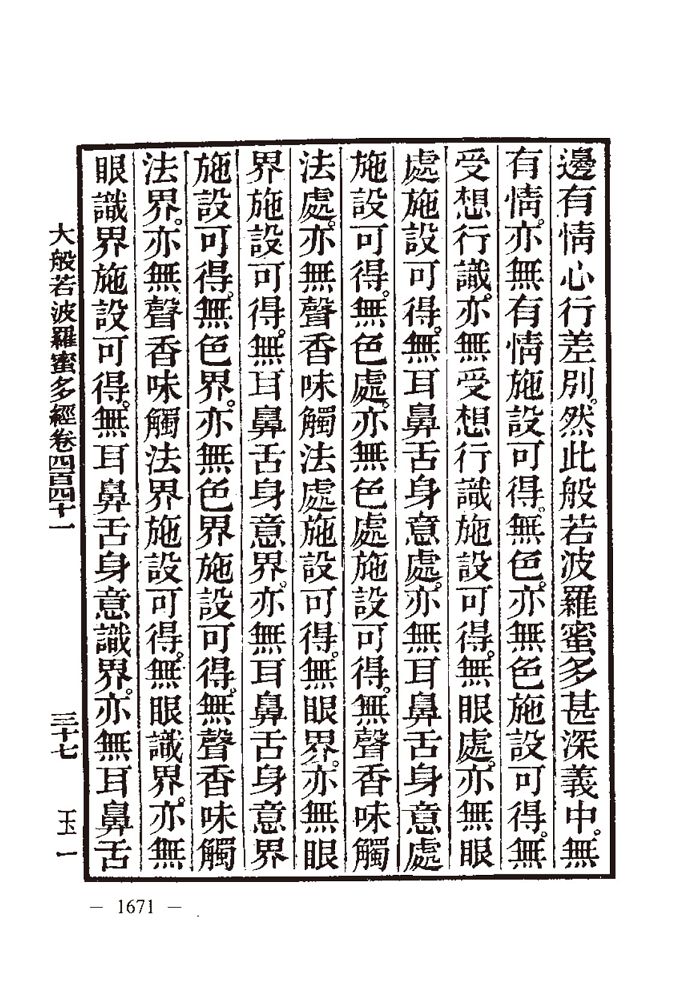 邊有情心行差別。然此般若波羅蜜多甚深義中。無
有情。亦無有情施設可得。無色。亦無色施設可得。無
受想行識。亦無受想行識施設可得。無眼處。亦無眼
處施設可得。無耳鼻舌身意處。亦無耳鼻舌身意處
施設可得。無色處。亦無色處施設可得。無聲香味觸
法處。亦無聲香味觸法處施設可得。無眼界。亦無眼
界施設可得。無耳鼻舌身意界。亦無耳鼻舌身意界
施設可得。無色界。亦無色界施設可得。無聲香味觸
法界。亦無聲香味觸法界施設可得。無眼識界。亦無
眼識界施設可得。無耳鼻舌身意識界。亦無耳鼻舌
大般若波羅蜜多經卷四百四十一 三十七 玉一
— 1671 —